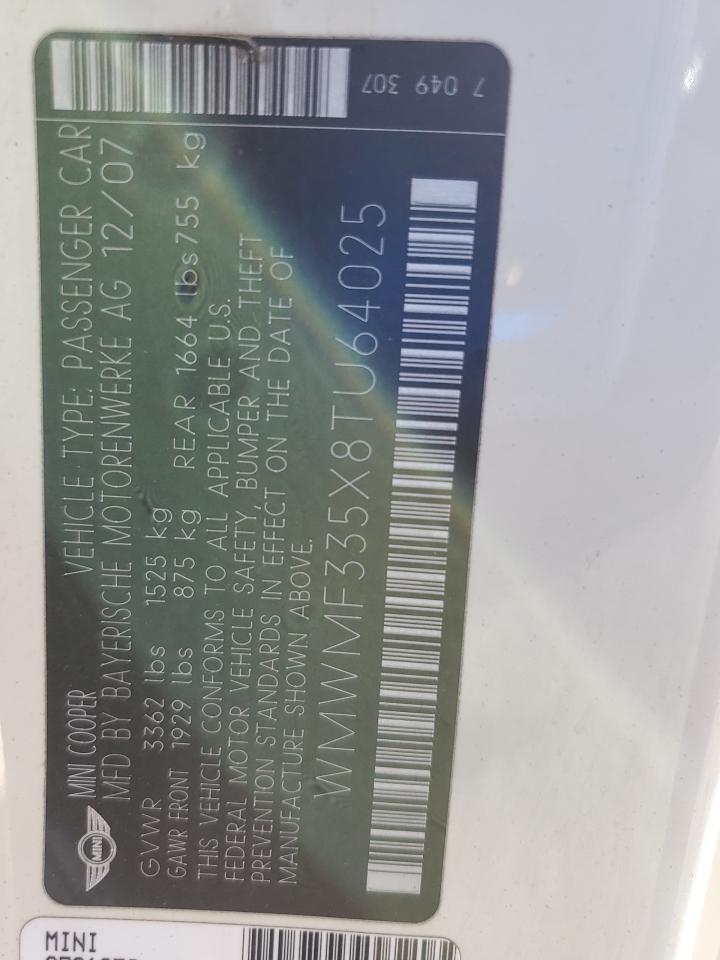 7 049 307
MINI COOPER VEHICLE TYPE: PASSENGER CAR
MINI
MFD BY BAYERISCHE MOTORENWERKE AG 12/07
GVWR 3362 lbs 1525 kg
GAWR FRONT 1929 lbs 875 kg REAR 1664 lbs 755 kg
THIS VEHICLE CONFORMS TO ALL APPLICABLE U.S.
FEDERAL MOTOR VEHICLE SAFETY, BUMPER AND THEFT
PREVENTION STANDARDS IN EFFECT ON THE DATE OF
MANUFACTURE SHOWN ABOVE.
WMWMF335X8TU64025
MINI